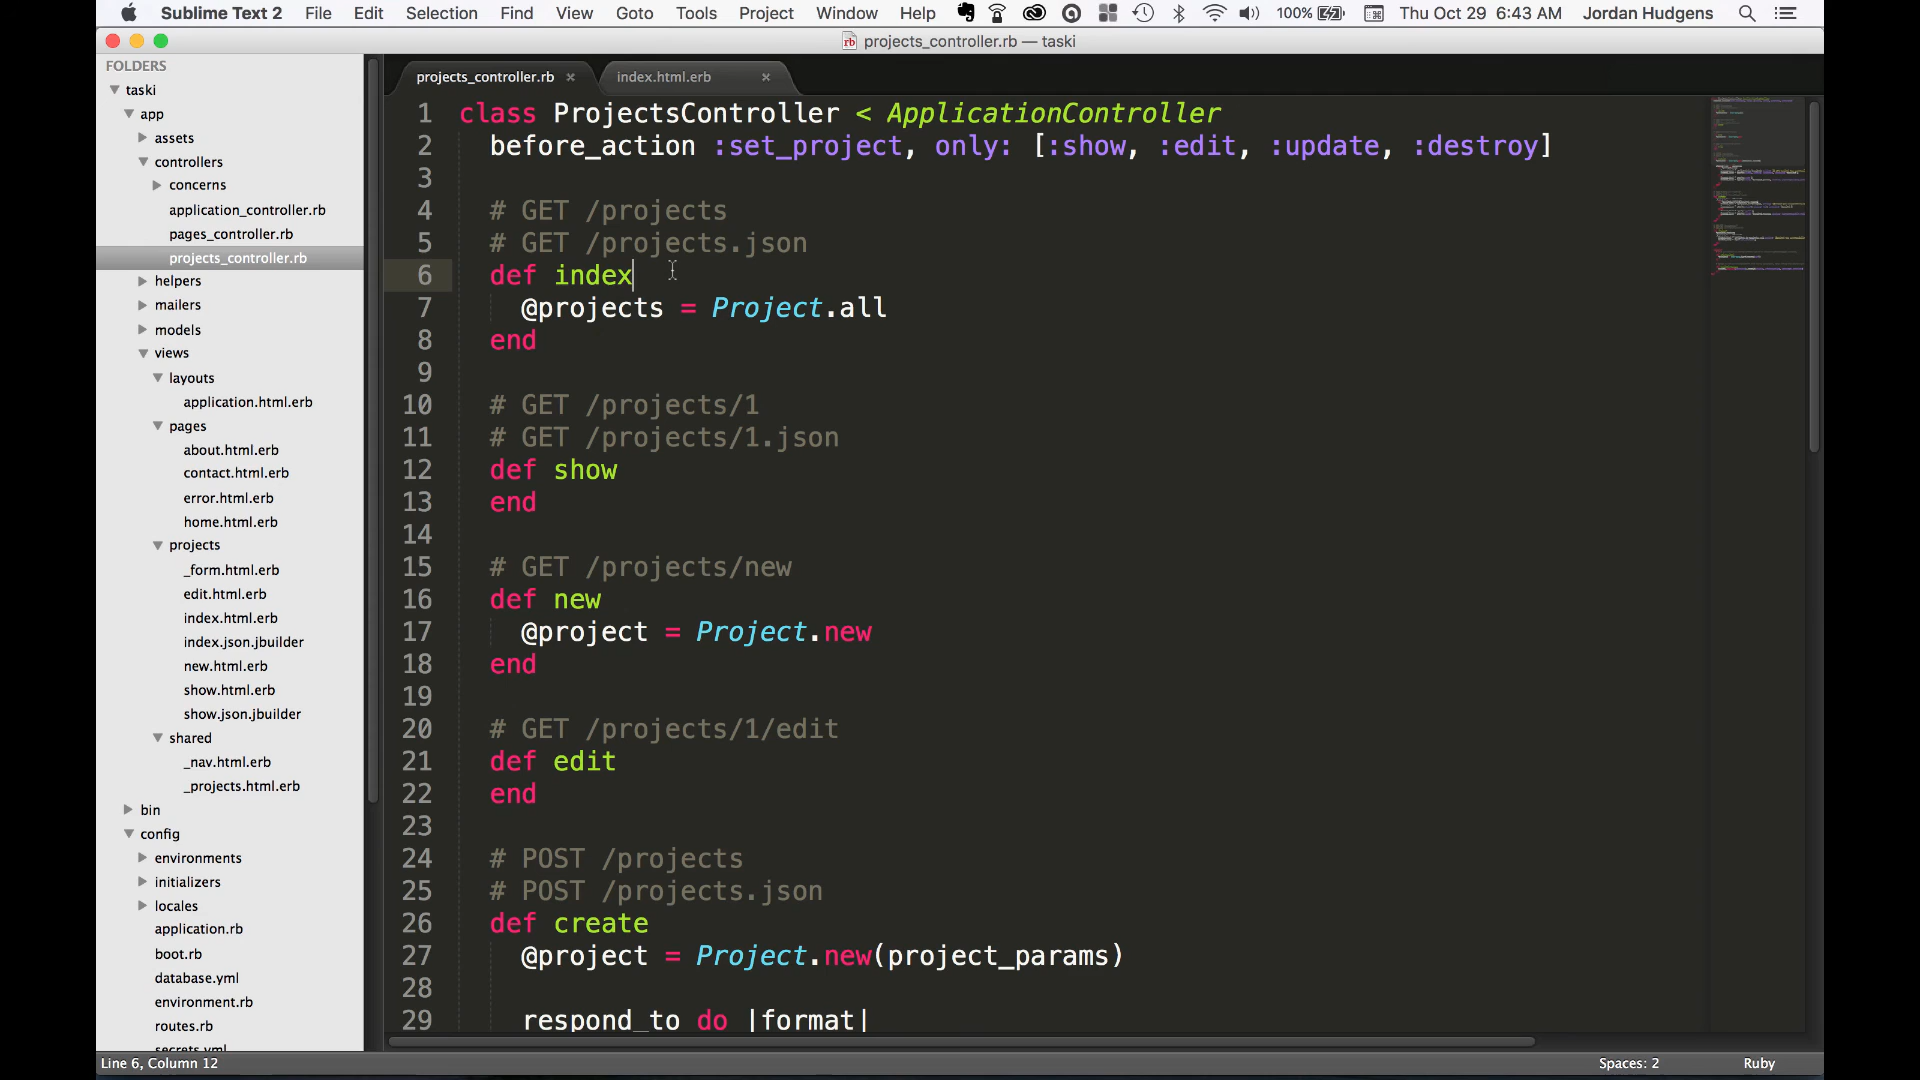 Sublime Text 2 File Edit Selection Find View Goto Tools Project Window Help 100% Thu Oct 29 6:43 AM Jordan Hudgens
projects_controller.rb — taski
FOLDERS
taski
app
assets
controllers
concerns
application_controller.rb
pages_controller.rb
projects_controller.rb
helpers
mailers
models
views
layouts
application.html.erb
pages
about.html.erb
contact.html.erb
error.html.erb
home.html.erb
projects
_form.html.erb
edit.html.erb
index.html.erb
index.json.jbuilder
new.html.erb
show.html.erb
show.json.jbuilder
shared
_nav.html.erb
_projects.html.erb
bin
config
environments
initializers
locales
application.rb
boot.rb
database.yml
environment.rb
routes.rb
secrets.yml
projects_controller.rb × index.html.erb ×
1 class ProjectsController < ApplicationController
2 before_action :set_project, only: [:show, :edit, :update, :destroy]
3
4 # GET /projects
5 # GET /projects.json
6 def index
7 @projects = Project.all
8 end
9
10 # GET /projects/1
11 # GET /projects/1.json
12 def show
13 end
14
15 # GET /projects/new
16 def new
17 @project = Project.new
18 end
19
20 # GET /projects/1/edit
21 def edit
22 end
23
24 # POST /projects
25 # POST /projects.json
26 def create
27 @project = Project.new(project_params)
28
29 respond_to do |format|
Line 6, Column 12 Spaces: 2 Ruby